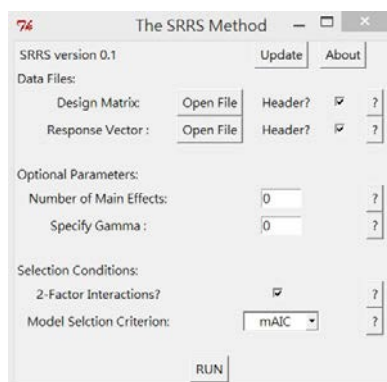 The SRRS Method
SRRS version 0.1 Update About
Data Files:
Design Matrix: Open File Header? ?
Response Vector : Open File Header? ?
Optional Parameters:
Number of Main Effects: 0 ?
Specify Gamma : 0 ?
Selection Conditions:
2-Factor Interactions? ?
Model Selction Criterion: mAIC ?
RUN